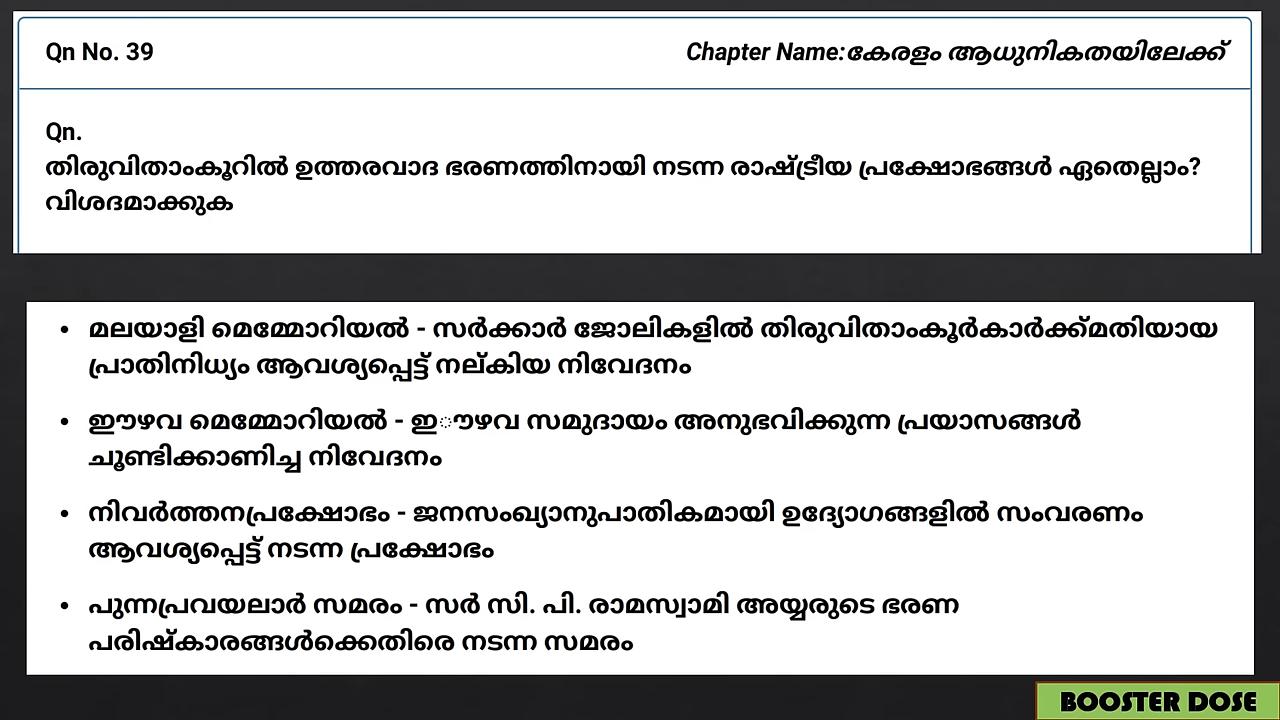 Qn No. 39
Chapter Name:കേരളം ആധുനികതയിലേക്ക്
Qn.
തിരുവിതാംകൂറിൽ ഉത്തരവാദ ഭരണത്തിനായി നടന്ന രാഷ്ട്രീയ പ്രക്ഷോഭങ്ങൾ ഏതെല്ലാം?
വിശദമാക്കുക
• മലയാളി മെമ്മോറിയൽ - സർക്കാർ ജോലികളിൽ തിരുവിതാംകൂർകാർക്ക്മതിയായ
പ്രാതിനിധ്യം ആവശ്യപ്പെട്ട് നല്കിയ നിവേദനം
• ഈഴവ മെമ്മോറിയൽ - ഇൗഴവ സമുദായം അനുഭവിക്കുന്ന പ്രയാസങ്ങൾ
ചൂണ്ടിക്കാണിച്ച നിവേദനം
• നിവർത്തനപ്രക്ഷോഭം - ജനസംഖ്യാനുപാതികമായി ഉദ്യോഗങ്ങളിൽ സംവരണം
ആവശ്യപ്പെട്ട് നടന്ന പ്രക്ഷോഭം
• പുന്നപ്രവയലാർ സമരം - സർ സി. പി. രാമസ്വാമി അയ്യരുടെ ഭരണ
പരിഷ്കാരങ്ങൾക്കെതിരെ നടന്ന സമരം
BOOSTER DOSE